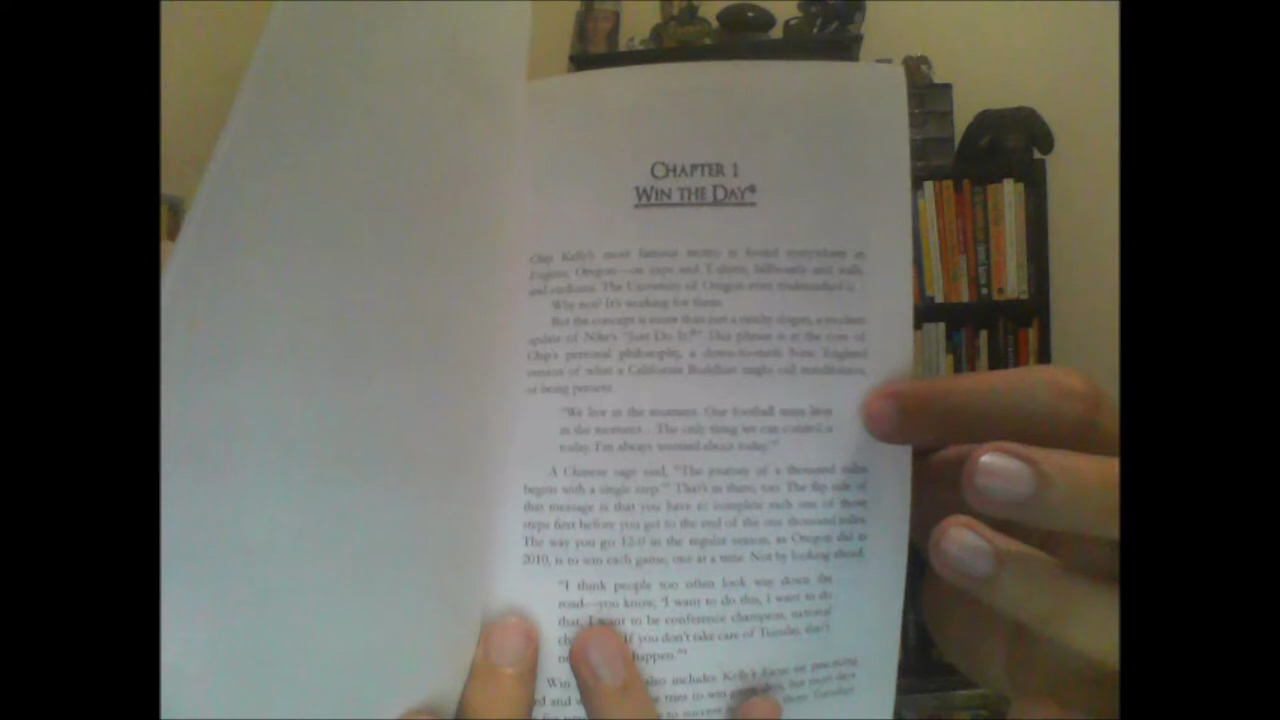 CHAPTER 1
WIN THE DAY®
Chip Kelly's most famous motto is found everywhere in
Eugene, Oregon—on caps and T-shirts, billboards and walls,
and stadiums. The University of Oregon even trademarked it.
Why not? It's working for them.
But the concept is more than just a catchy slogan, a modern
update of Nike's "Just Do It®." This phrase is at the core of
Chip's personal philosophy, a down-to-earth New England
version of what a California Buddhist might call mindfulness,
or being present.
"We live in the moment. Our football team lives
in the moment... The only thing we can control is
today. I'm always worried about today."
A Chinese sage said, "The journey of a thousand miles
begins with a single step." That's in there, too. The flip side of
that message is that you have to complete each one of those
steps first before you get to the end of the one thousand miles.
The way you go 12-0 in the regular season, as Oregon did in
2010, is to win each game, one at a time. Not by looking ahead.
"I think people too often look way down the
road—you know, 'I want to do this, I want to do
that, I want to be conference champion, national
If you don't take care of Tuesday, that's
happen."
Win also includes Kelly's focus on
tries to win